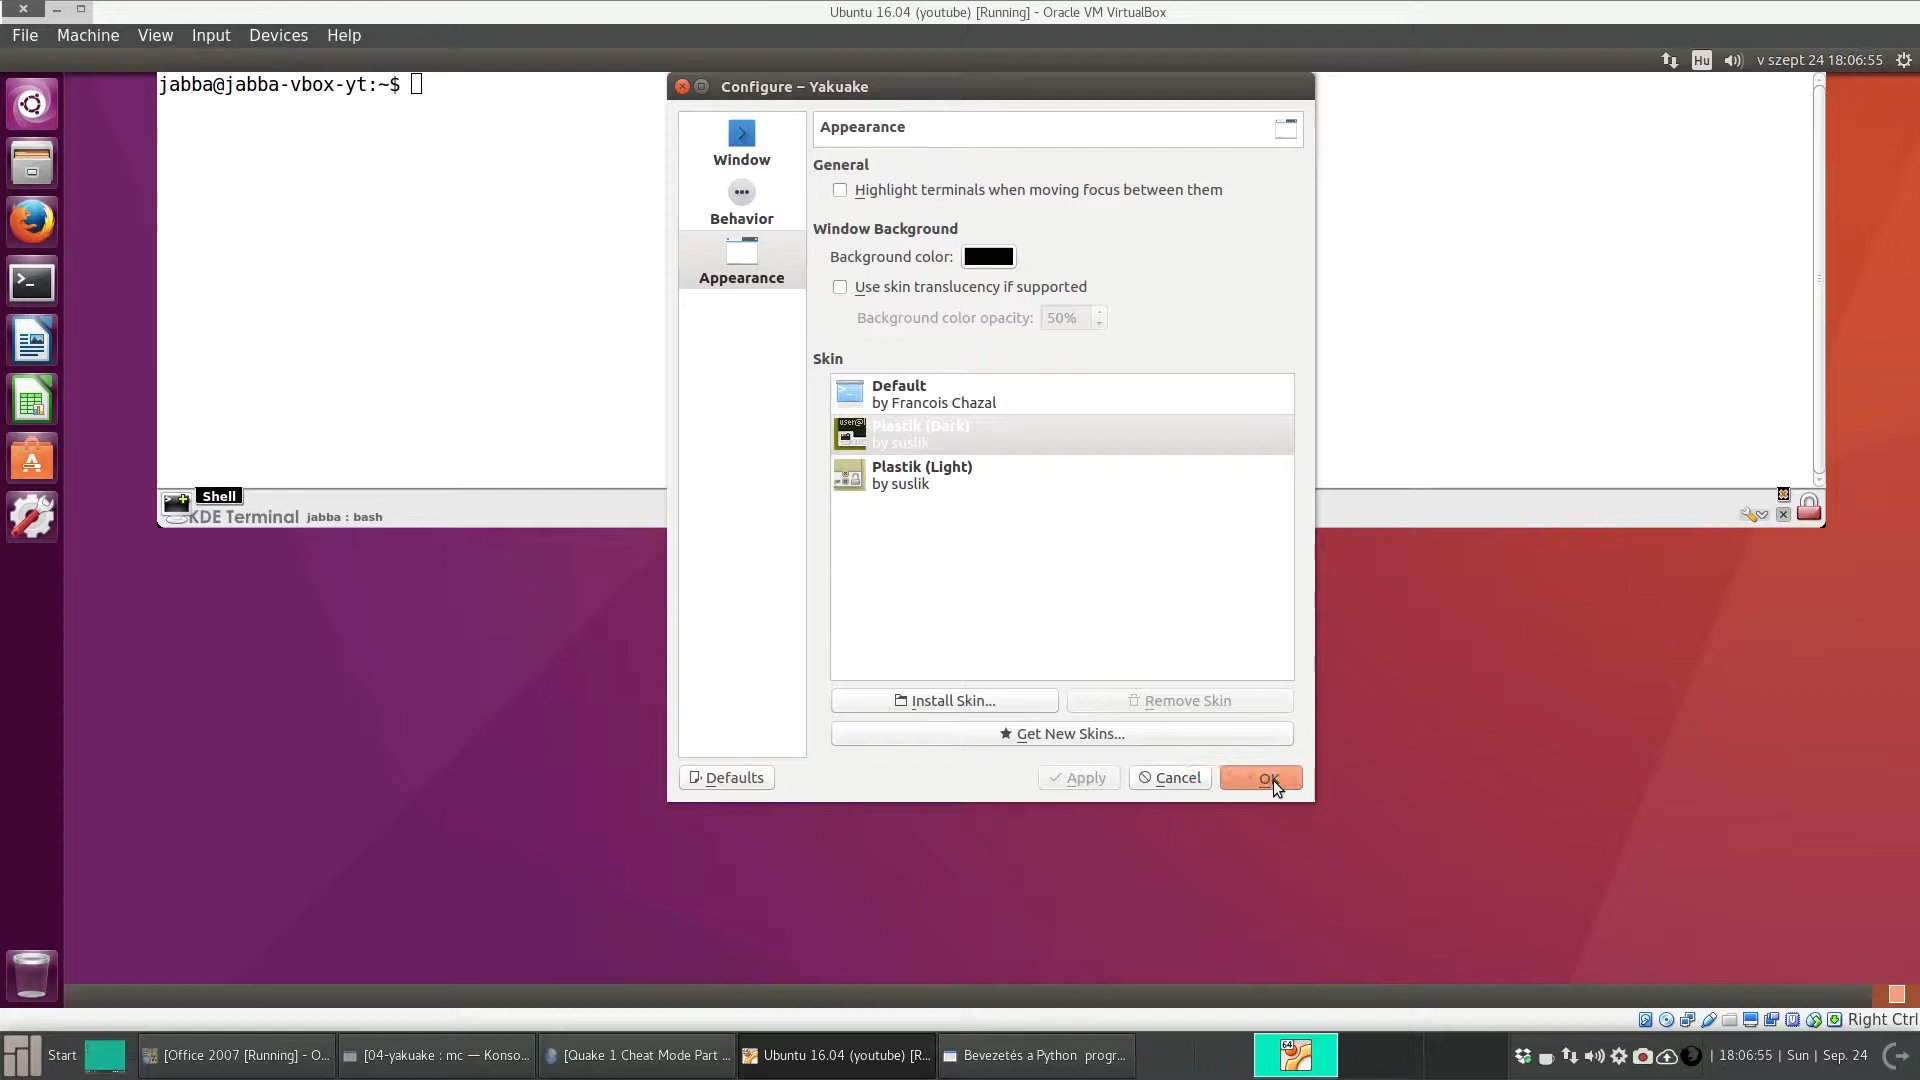 Ubuntu 16.04 (youtube) [Running] - Oracle VM VirtualBox
File Machine View Input Devices Help
Hu v szept 24 18:06:55
jabba@jabba-vbox-yt:~$
Configure – Yakuake
Window
Behavior
Appearance
Appearance
General
Highlight terminals when moving focus between them
Window Background
Background color:
Use skin translucency if supported
Background color opacity: 50%
Skin
Default
by Francois Chazal
Plastik (Dark)
by suslik
Plastik (Light)
by suslik
Install Skin...
Remove Skin
Get New Skins...
Defaults
Apply
Cancel
OK
Shell
KDE Terminal jabba : bash
Right Ctrl
Start
[Office 2007 [Running] - O...
[04-yakuake : mc — Konso...
[Quake 1 Cheat Mode Part ...
Ubuntu 16.04 (youtube) [R...
Bevezetés a Python progr...
64
| 18:06:55 | Sun | Sep. 24